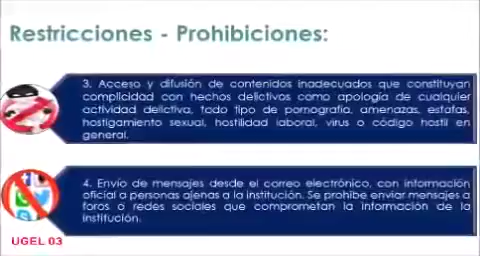 Restricciones - Prohibiciones:
3. Acceso y difusión de contenidos inadecuados que constituyan
complicidad con hechos delictivos como apología de cualquier
actividad delictiva, todo tipo de pornografía, amenazas, estafas,
hostigamiento sexual, hostilidad laboral, virus o código hostil en
general.
4. Envío de mensajes desde el correo electrónico, con información
oficial a personas ajenas a la institución. Se prohibe enviar mensajes a
foros o redes sociales que comprometan la información de la
institución.
UGEL 03